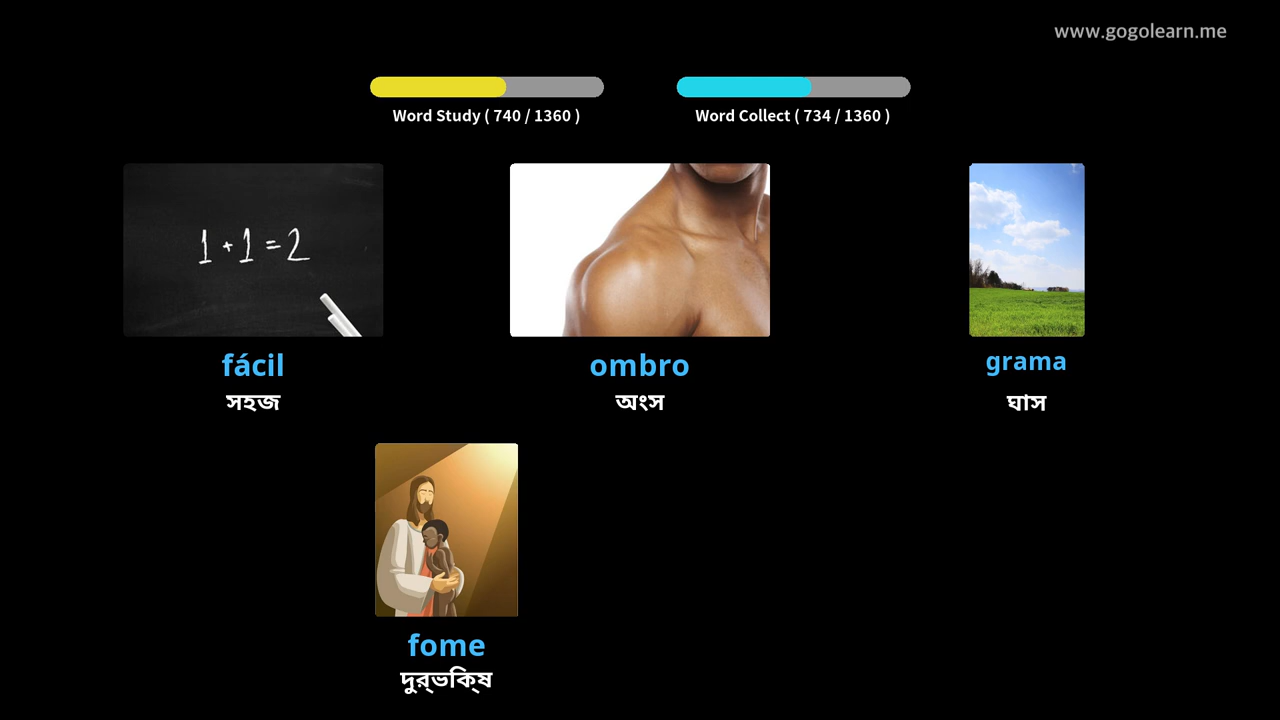 www.gogolearn.me
Word Study ( 740 / 1360 )
Word Collect ( 734 / 1360 )
1 + 1 = 2
fácil
সহজ
ombro
অংস
grama
ঘাস
fome
দুর্ভিক্ষ